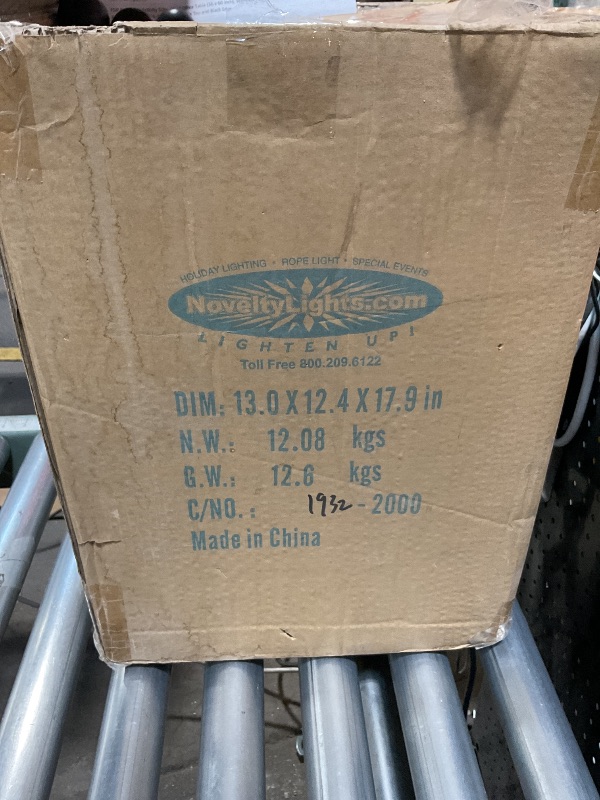 HOLIDAY LIGHTING • ROPE LIGHT • SPECIAL EVENTS
NoveltyLights.com
LIGHTEN UP!
Toll Free 800.209.6122
DIM: 13.0 X 12.4 X 17.9 in
N.W.: 12.08 kgs
G.W.: 12.6 kgs
C/NO.: 1932 - 2000
Made in China